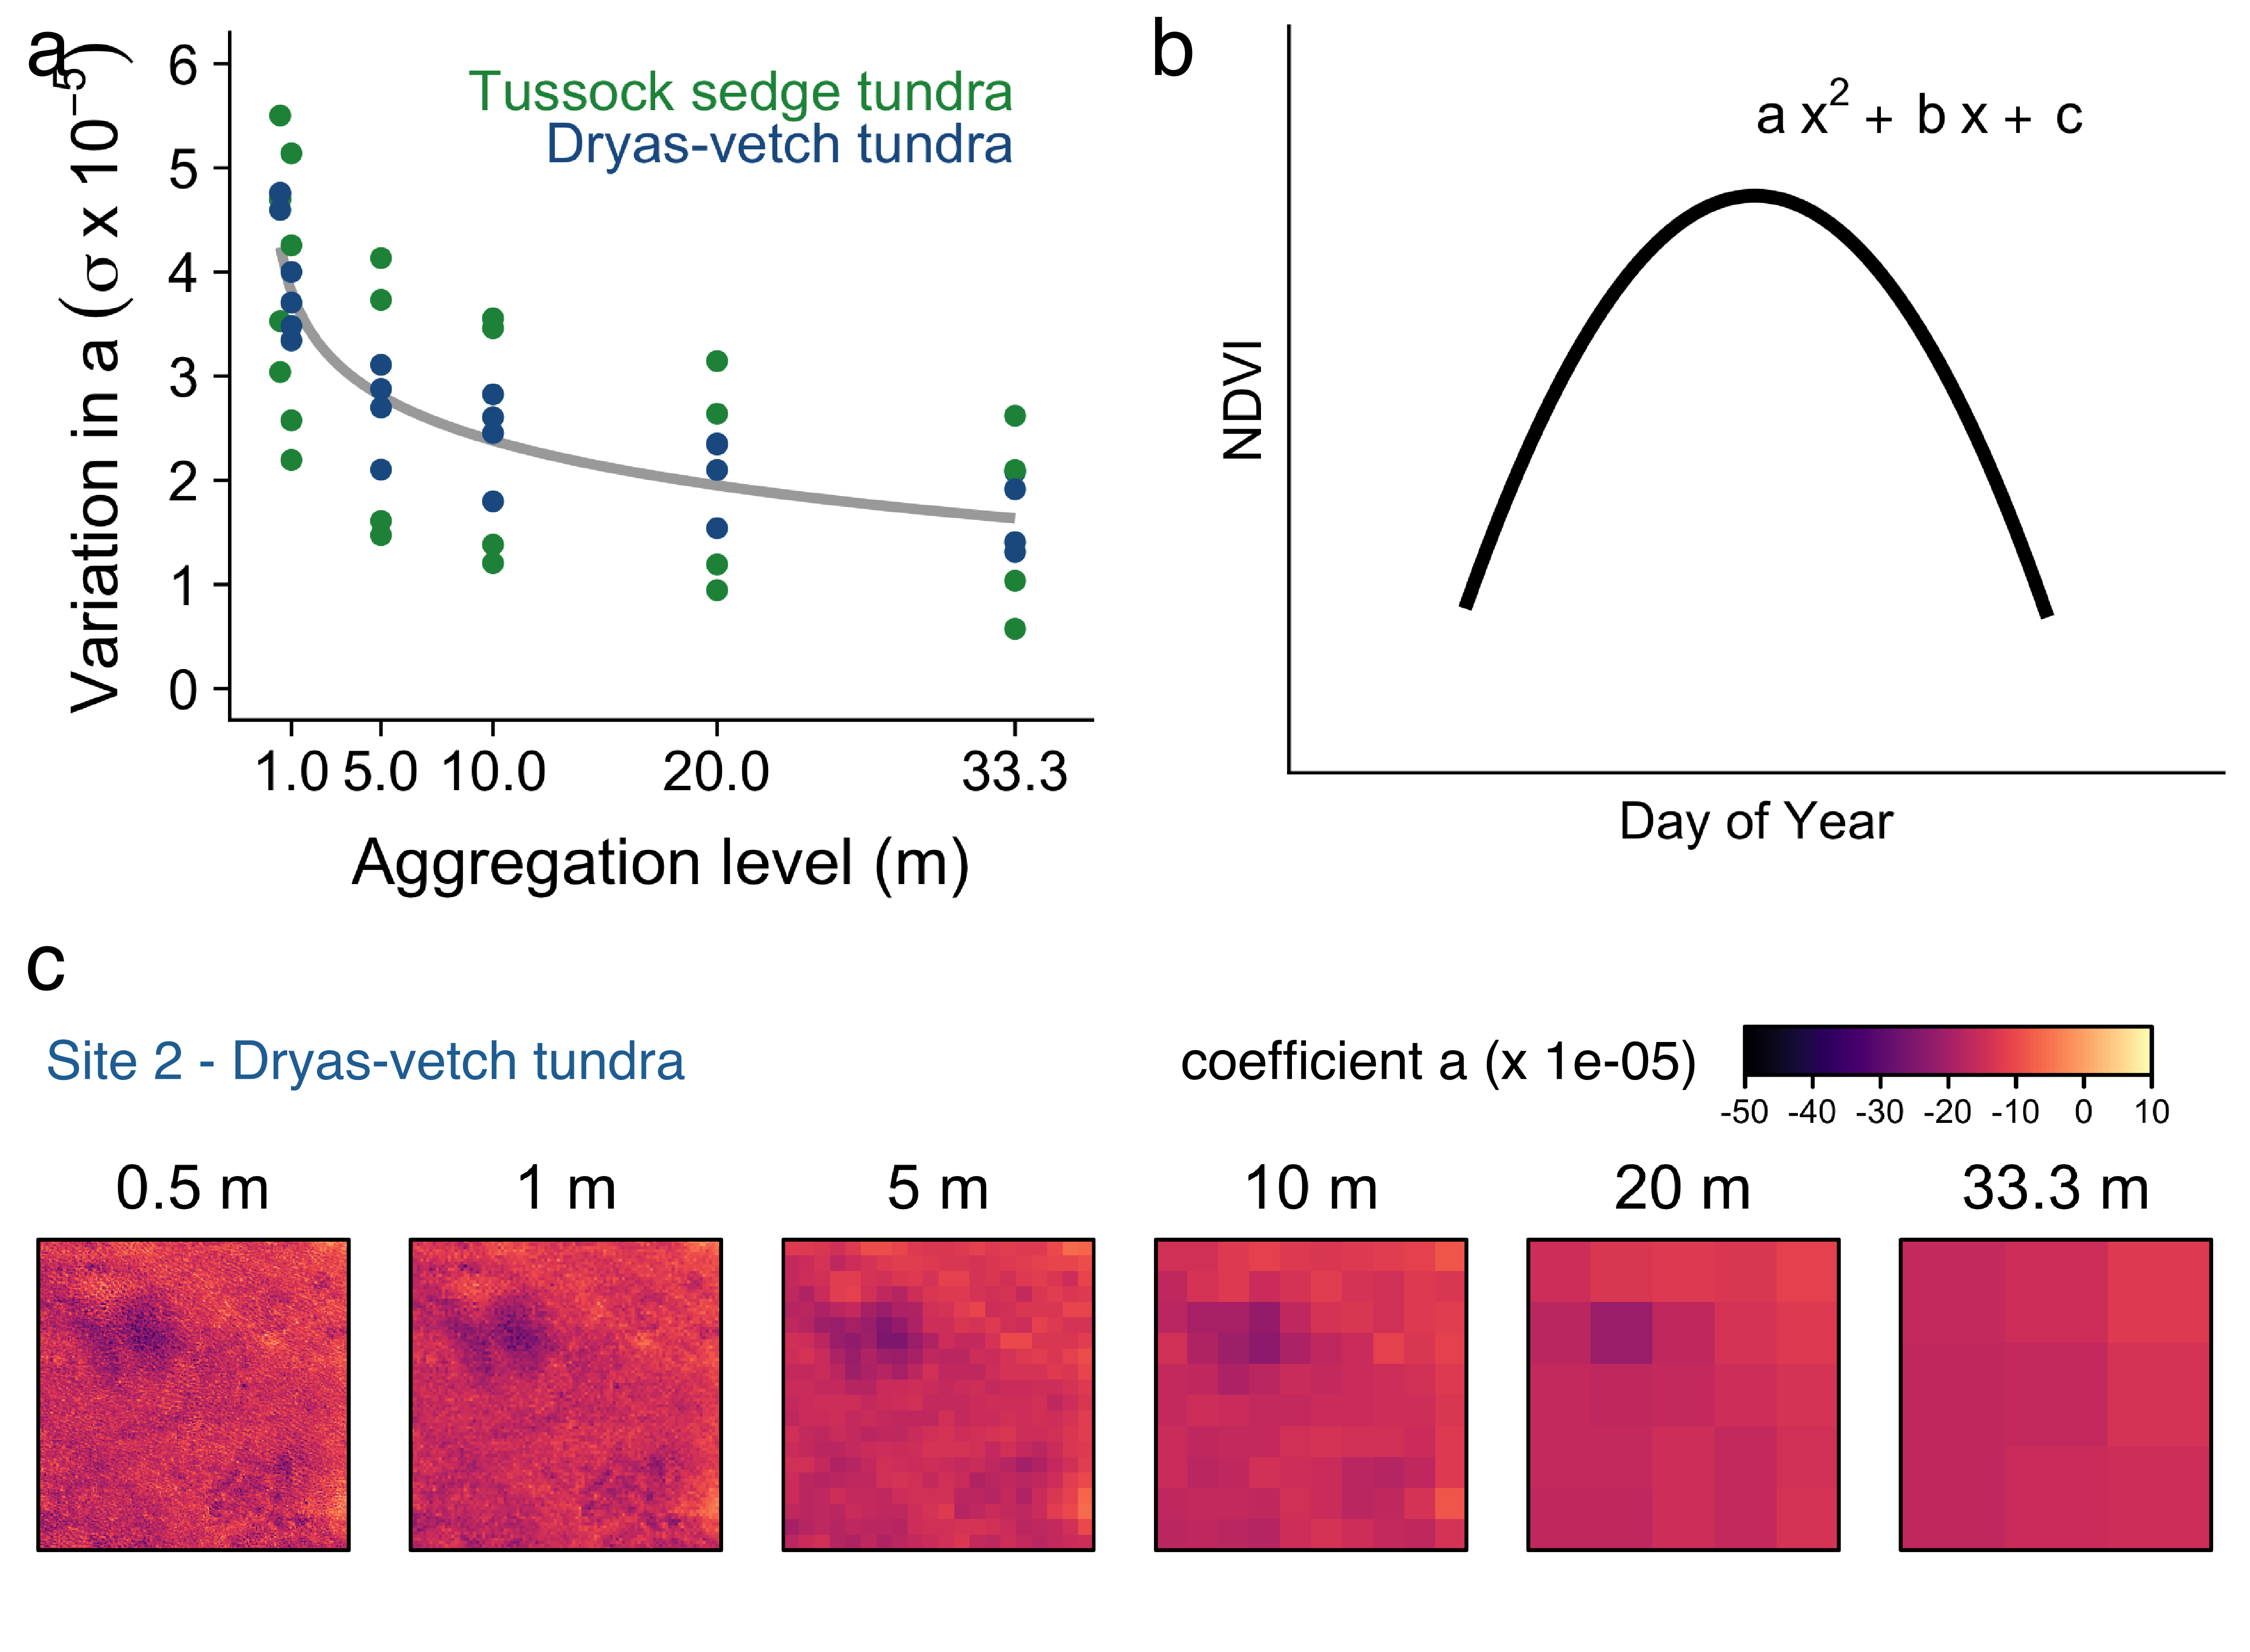 a
Variation in a (σ x 10⁻⁵)
6
5
4
3
2
1
0
Tussock sedge tundra
Dryas-vetch tundra
1.0 5.0 10.0 20.0 33.3
Aggregation level (m)
b
a x² + b x + c
NDVI
Day of Year
c
Site 2 - Dryas-vetch tundra
coefficient a (x 1e-05)
-50 -40 -30 -20 -10 0 10
0.5 m 1 m 5 m 10 m 20 m 33.3 m